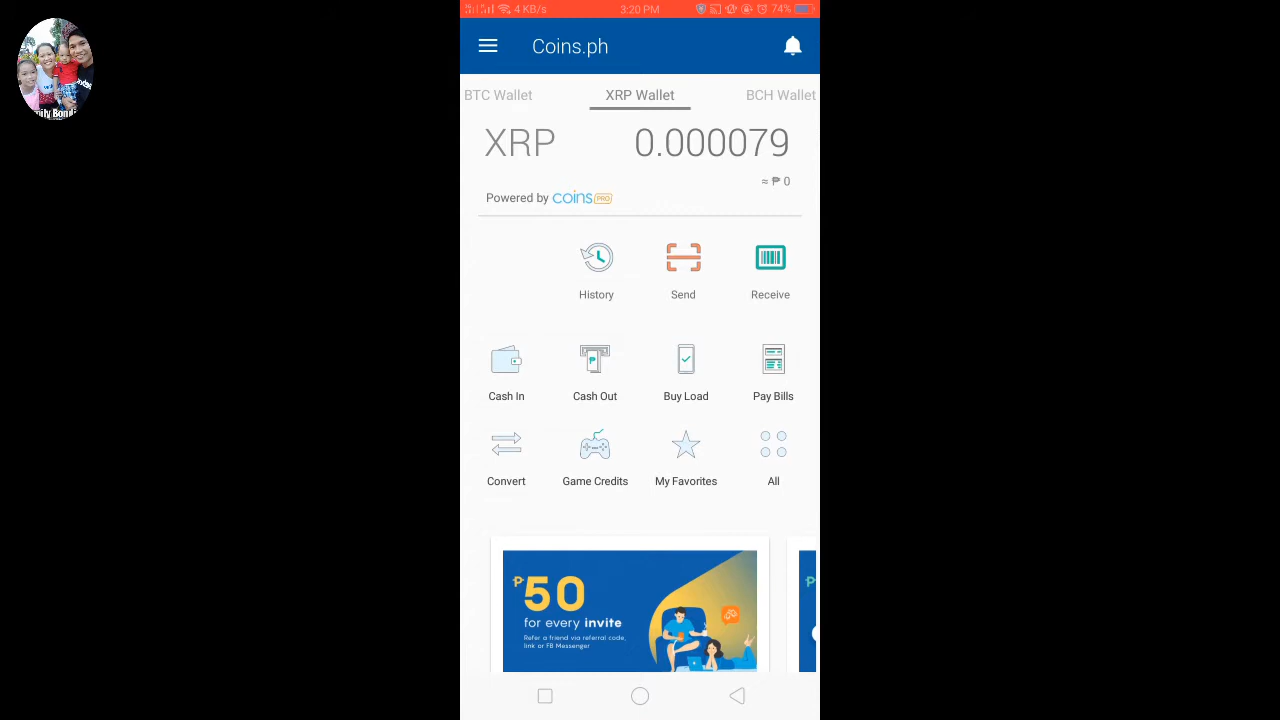 4 KB/s
3:20 PM
74%
Coins.ph
BTC Wallet
XRP Wallet
BCH Wallet
XRP
0.000079
≈ ₱ 0
Powered by coins PRO
History
Send
Receive
Cash In
Cash Out
Buy Load
Pay Bills
Convert
Game Credits
My Favorites
All
₱50
for every invite
Refer a friend via referral code,
link or FB Messenger